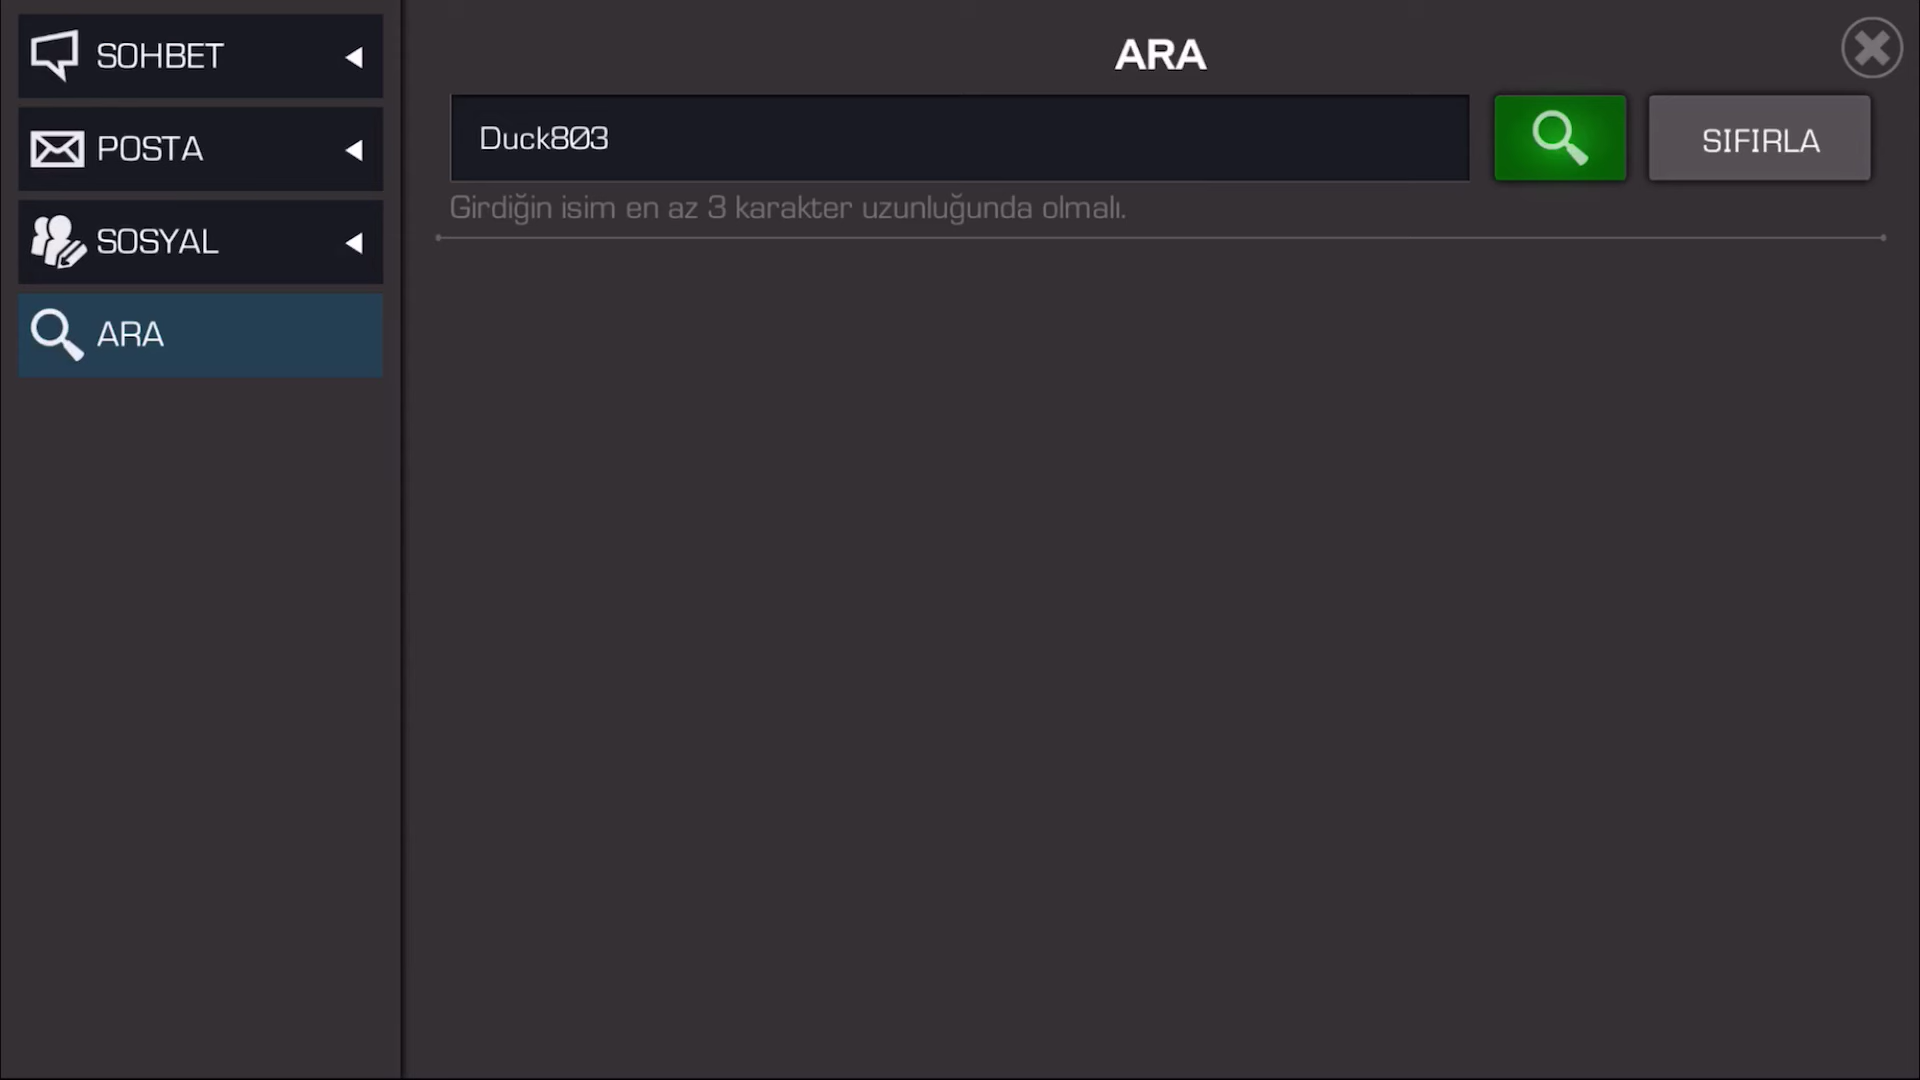 SOHBET
POSTA
SOSYAL
ARA
ARA
Duck803
SIFIRLA
Girdiğin isim en az 3 karakter uzunluğunda olmalı.